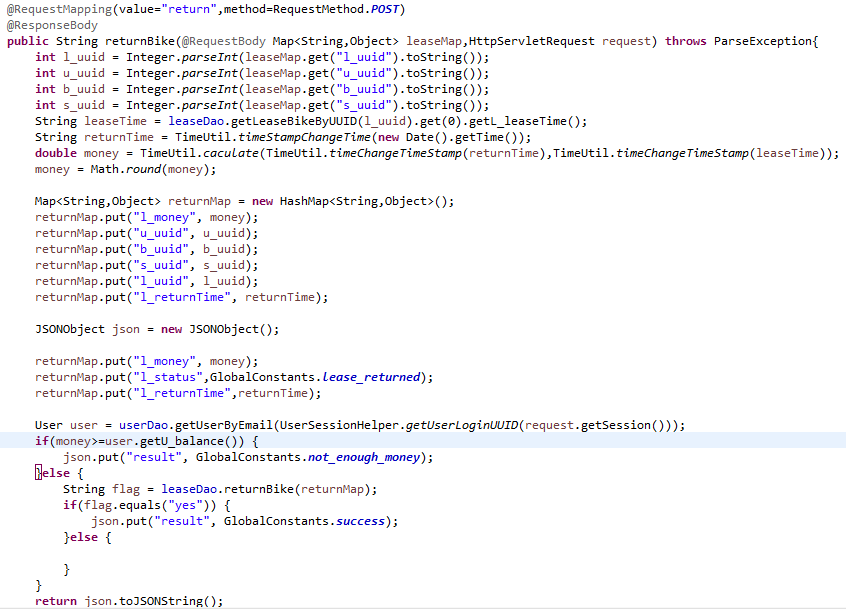 @RequestMapping(value="return",method=RequestMethod.POST)
@ResponseBody
public String returnBike(@RequestBody Map<String,Object> leaseMap,HttpServletRequest request) throws ParseException{
    int l_uuid = Integer.parseInt(leaseMap.get("l_uuid").toString());
    int u_uuid = Integer.parseInt(leaseMap.get("u_uuid").toString());
    int b_uuid = Integer.parseInt(leaseMap.get("b_uuid").toString());
    int s_uuid = Integer.parseInt(leaseMap.get("s_uuid").toString());
    String leaseTime = leaseDao.getLeaseBikeByUUID(l_uuid).get(0).getL_leaseTime();
    String returnTime = TimeUtil.timeStampChangeTime(new Date().getTime());
    double money = TimeUtil.caculate(TimeUtil.timeChangeTimeStamp(returnTime),TimeUtil.timeChangeTimeStamp(leaseTime));
    money = Math.round(money);

    Map<String,Object> returnMap = new HashMap<String,Object>();
    returnMap.put("l_money", money);
    returnMap.put("u_uuid", u_uuid);
    returnMap.put("b_uuid", b_uuid);
    returnMap.put("s_uuid", s_uuid);
    returnMap.put("l_uuid", l_uuid);
    returnMap.put("l_returnTime", returnTime);

    JSONObject json = new JSONObject();

    returnMap.put("l_money", money);
    returnMap.put("l_status",GlobalConstants.lease_returned);
    returnMap.put("l_returnTime",returnTime);

    User user = userDao.getUserByEmail(UserSessionHelper.getUserLoginUUID(request.getSession()));
    if(money>=user.getU_balance()) {
        json.put("result", GlobalConstants.not_enough_money);
    }else {
        String flag = leaseDao.returnBike(returnMap);
        if(flag.equals("yes")) {
            json.put("result", GlobalConstants.success);
        }else {

        }
    }
    return json.toJSONString();